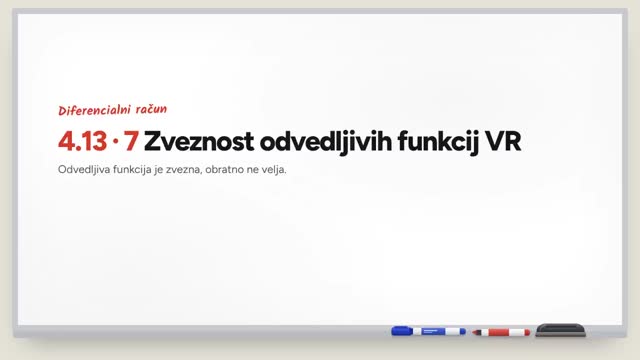 Diferencialni račun
4.13 · 7 Zveznost odvedljivih funkcij VR
Odvedljiva funkcija je zvezna, obratno ne velja.